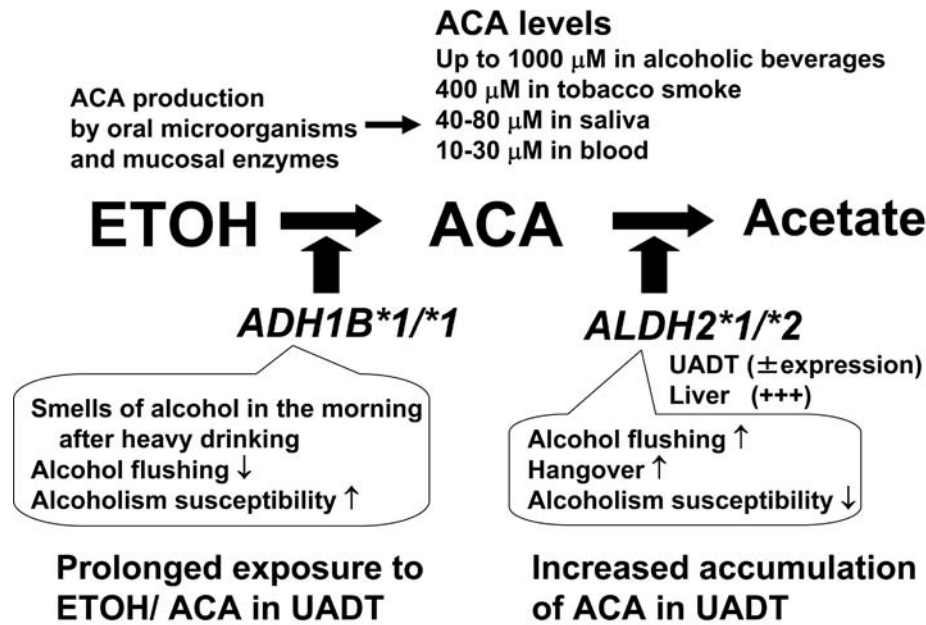 ACA levels
Up to 1000 μM in alcoholic beverages
400 μM in tobacco smoke
40-80 μM in saliva
10-30 μM in blood
ACA production
by oral microorganisms
and mucosal enzymes
ETOH
ACA
Acetate
ADH1B*1/*1
ALDH2*1/*2
UADT (±expression)
Liver (+++)
Smells of alcohol in the morning
after heavy drinking
Alcohol flushing ↓
Alcoholism susceptibility ↑
Alcohol flushing ↑
Hangover ↑
Alcoholism susceptibility ↓
Prolonged exposure to
ETOH/ ACA in UADT
Increased accumulation
of ACA in UADT